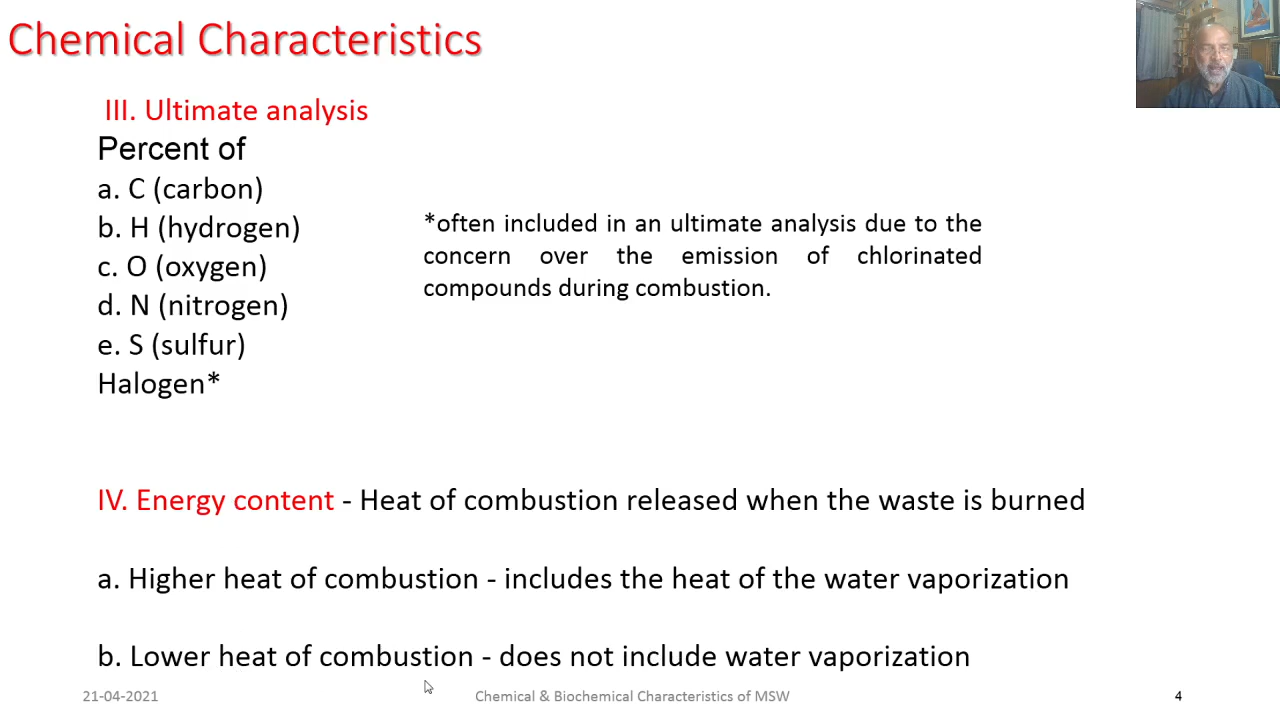 Chemical Characteristics
III. Ultimate analysis
Percent of
a. C (carbon)
b. H (hydrogen)
c. O (oxygen)
d. N (nitrogen)
e. S (sulfur)
Halogen*
*often included in an ultimate analysis due to the
concern over the emission of chlorinated
compounds during combustion.
IV. Energy content - Heat of combustion released when the waste is burned
a. Higher heat of combustion - includes the heat of the water vaporization
b. Lower heat of combustion - does not include water vaporization
21-04-2021
Chemical & Biochemical Characteristics of MSW
4